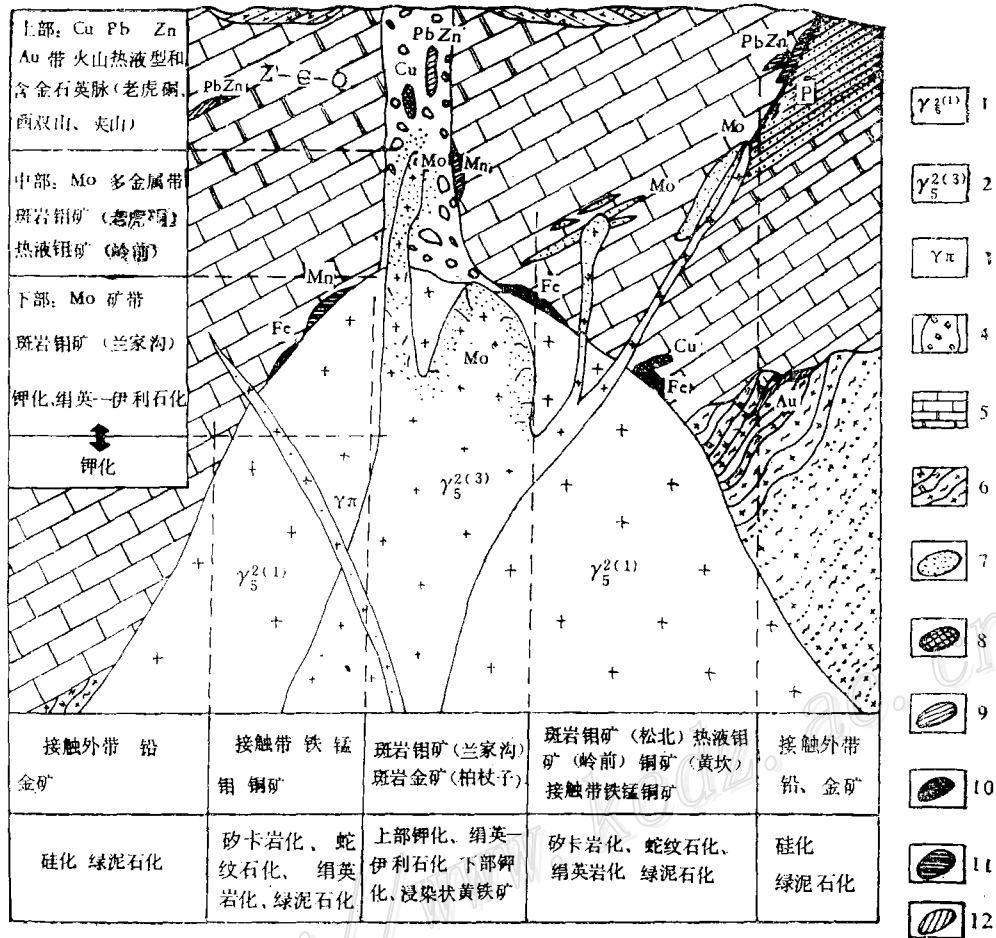 上部: Cu Pb Zn
Au 带 火山热液型和
含金石英脉(老虎硐、
西双山、夹山)
中部: Mo 多金属带
斑岩钼矿 (老虎硐)
热液钼矿 (岭前)
下部: Mo 矿带
斑岩钼矿 (兰家沟)
钾化、绢英—伊利石化
钾化
PbZn
Z-Є-O
PbZn
Cu
Mo
Mn
PbZn
P
Mo
Mo
Mn
Fe
Fe
Mo
Cu
Fe
Au
γπ
γ₅²⁽³⁾
γ₅²⁽¹⁾
γ₅²⁽¹⁾
接触外带 铅
金矿
接触带 铁 锰
钼 铜矿
斑岩钼矿(兰家沟)
斑岩金矿(柏杖子)
斑岩钼矿 (松北) 热液钼
矿 (岭前) 铜矿 (黄坎)
接触带铁锰铜矿
接触外带
铅、金矿
硅化 绿泥石化
矽卡岩化、蛇
纹石化、 绢英
岩化、绿泥石化
上部钾化、绢英—
伊利石化、下部钾
化、浸染状黄铁矿
矽卡岩化、蛇纹石化、
绢英岩化 绿泥石化
硅化
绿泥石化
1
γ₅²⁽³⁾ 2
γπ
4
5
6
7
8
9
10
11
12